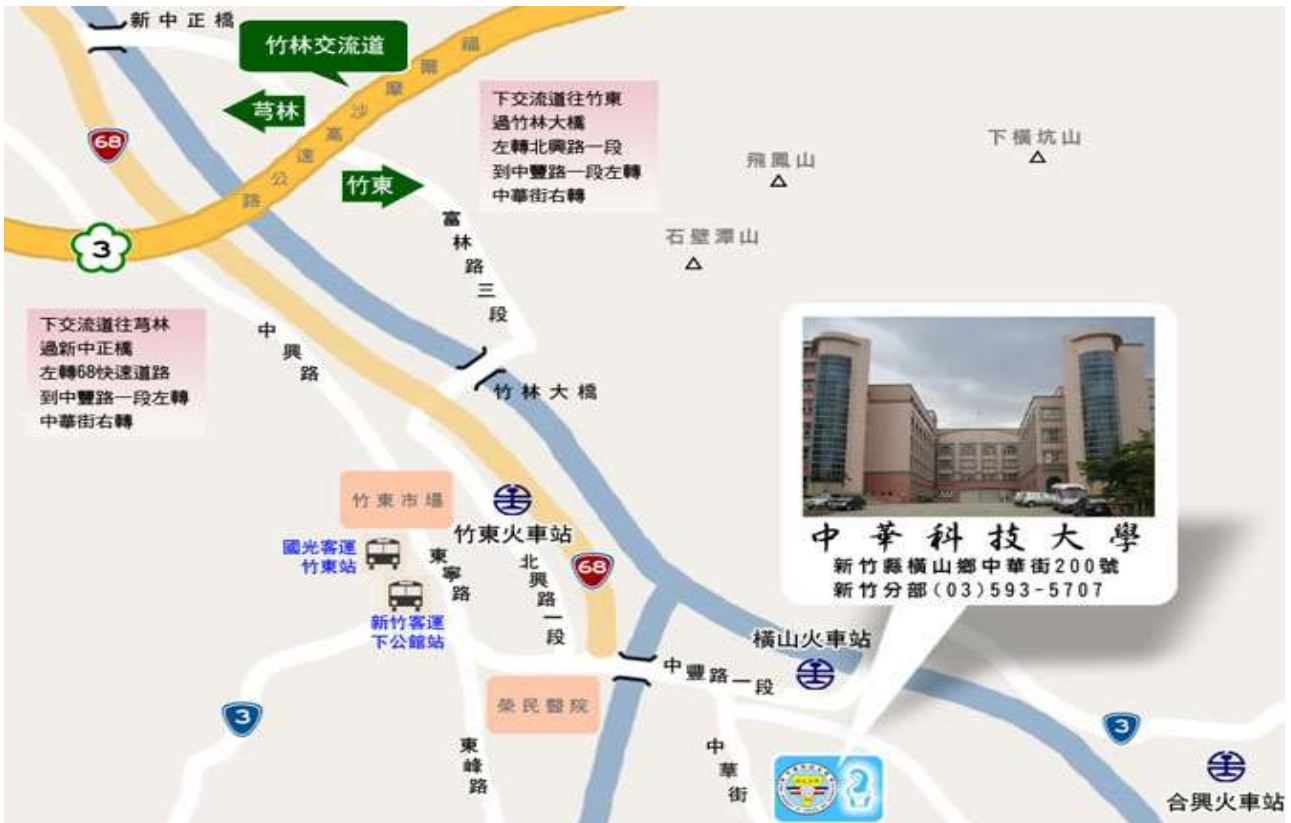 新中正橋
竹林交流道
福爾摩沙高速公路
芎林
68
竹東
下交流道往竹東
過竹林大橋
左轉北興路一段
到中豐路一段左轉
中華街右轉
飛鳳山
下橫坑山
石壁潭山
3
富林路三段
下交流道往芎林
過新中正橋
左轉68快速道路
到中豐路一段左轉
中華街右轉
中興路
竹林大橋
竹東市場
竹東火車站
國光客運
竹東站
東寧路
北興路一段
68
新竹客運
下公館站
中華科技大學
新竹縣橫山鄉中華街200號
新竹分部(03)593-5707
橫山火車站
中豐路一段
榮民醫院
3
3
東峰路
中華街
合興火車站